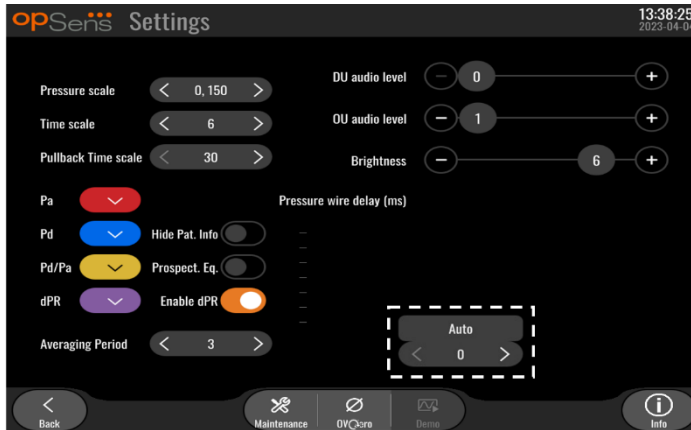 opSens Settings
13:38:25
2023-04-04
Pressure scale 0, 150
Time scale 6
Pullback Time scale 30
DU audio level 0
OU audio level 1
Brightness 6
Pa
Pd Hide Pat. Info
Pd/Pa Prospect. Eq.
dPR Enable dPR
Averaging Period 3
Pressure wire delay (ms)
Auto
0
Back
Maintenance
Demo
Info